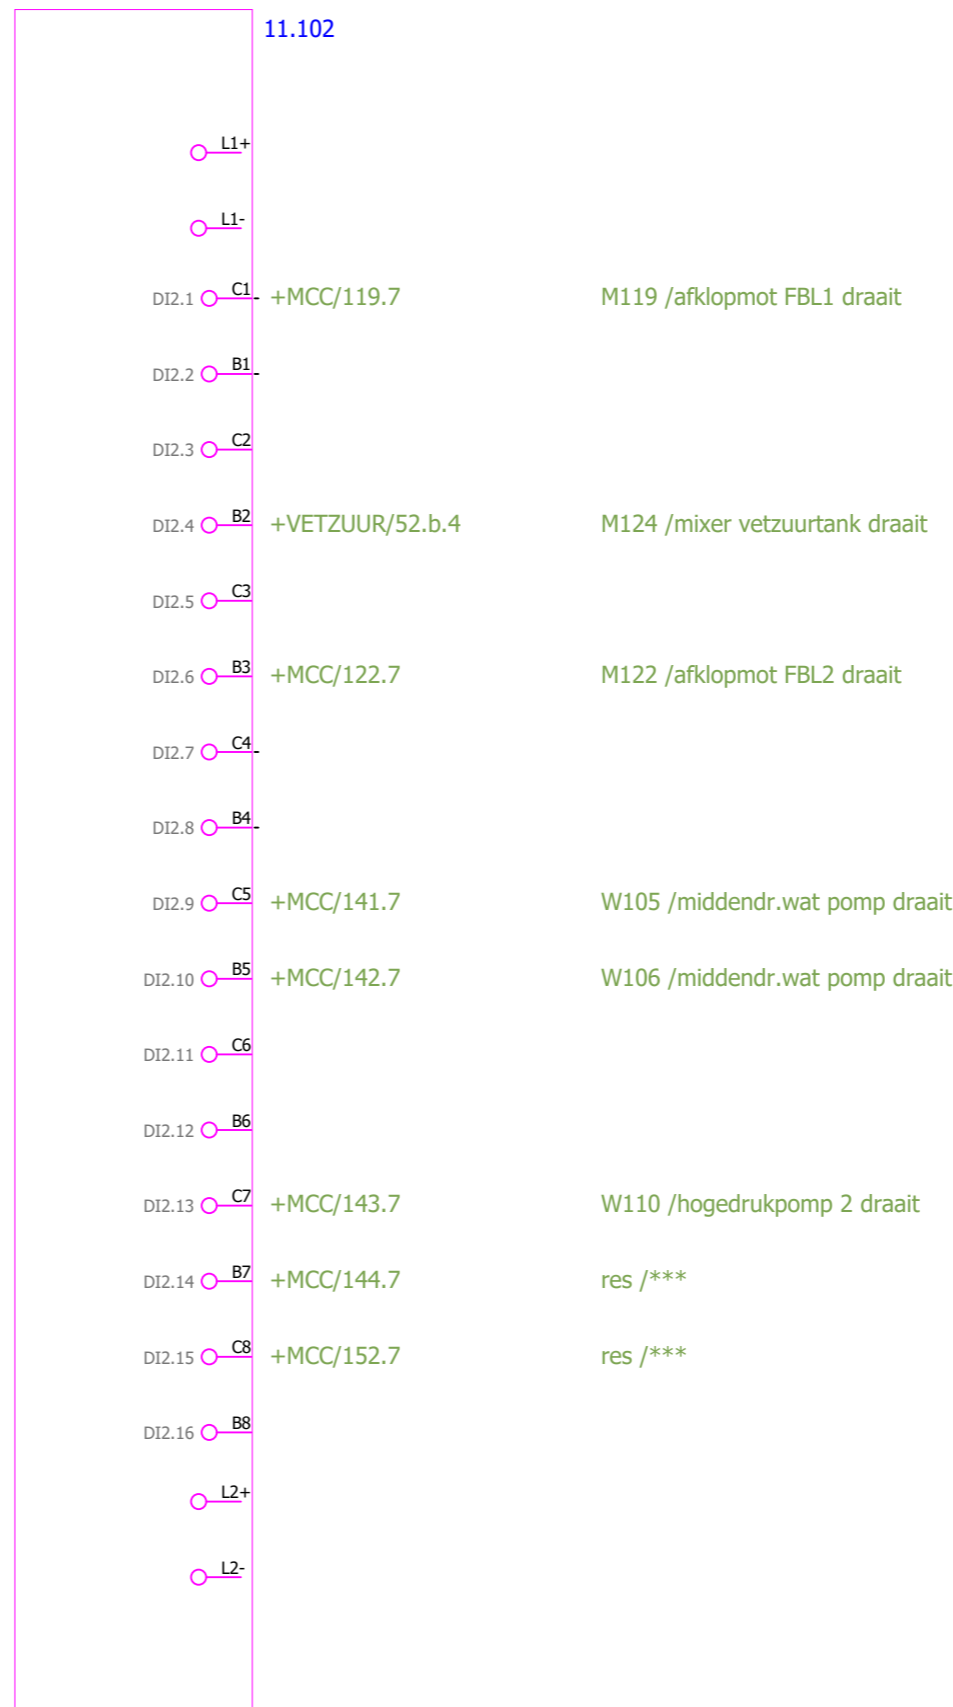 11.102
L1+
L1-
DI2.1 C1 +MCC/119.7 M119 /afklopmot FBL1 draait
DI2.2 B1
DI2.3 C2
DI2.4 B2 +VETZUUR/52.b.4 M124 /mixer vetzuurtank draait
DI2.5 C3
DI2.6 B3 +MCC/122.7 M122 /afklopmot FBL2 draait
DI2.7 C4
DI2.8 B4
DI2.9 C5 +MCC/141.7 W105 /middendr.wat pomp draait
DI2.10 B5 +MCC/142.7 W106 /middendr.wat pomp draait
DI2.11 C6
DI2.12 B6
DI2.13 C7 +MCC/143.7 W110 /hogedrukpomp 2 draait
DI2.14 B7 +MCC/144.7 res /***
DI2.15 C8 +MCC/152.7 res /***
DI2.16 B8
L2+
L2-